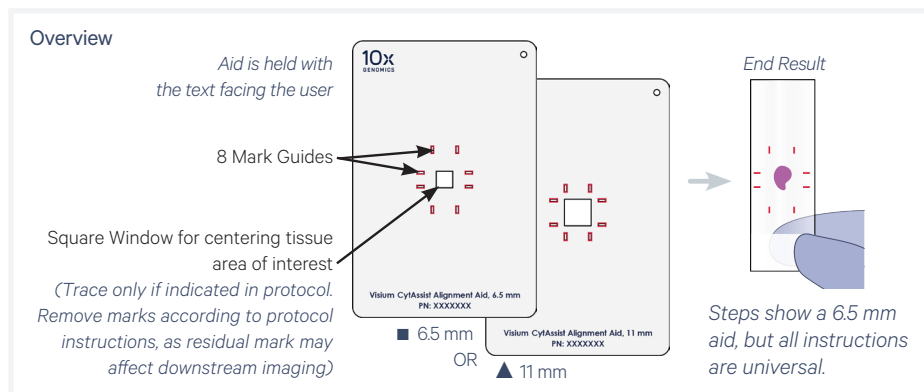 Overview
Aid is held with
the text facing the user
8 Mark Guides
Square Window for centering tissue
area of interest
(Trace only if indicated in protocol.
Remove marks according to protocol
instructions, as residual mark may
affect downstream imaging)
10x
GENOMICS
Visium CytAssist Alignment Aid, 6.5 mm
PN: XXXXXXX
■ 6.5 mm
OR
Visium CytAssist Alignment Aid, 11 mm
PN: XXXXXXX
▲ 11 mm
End Result
Steps show a 6.5 mm
aid, but all instructions
are universal.